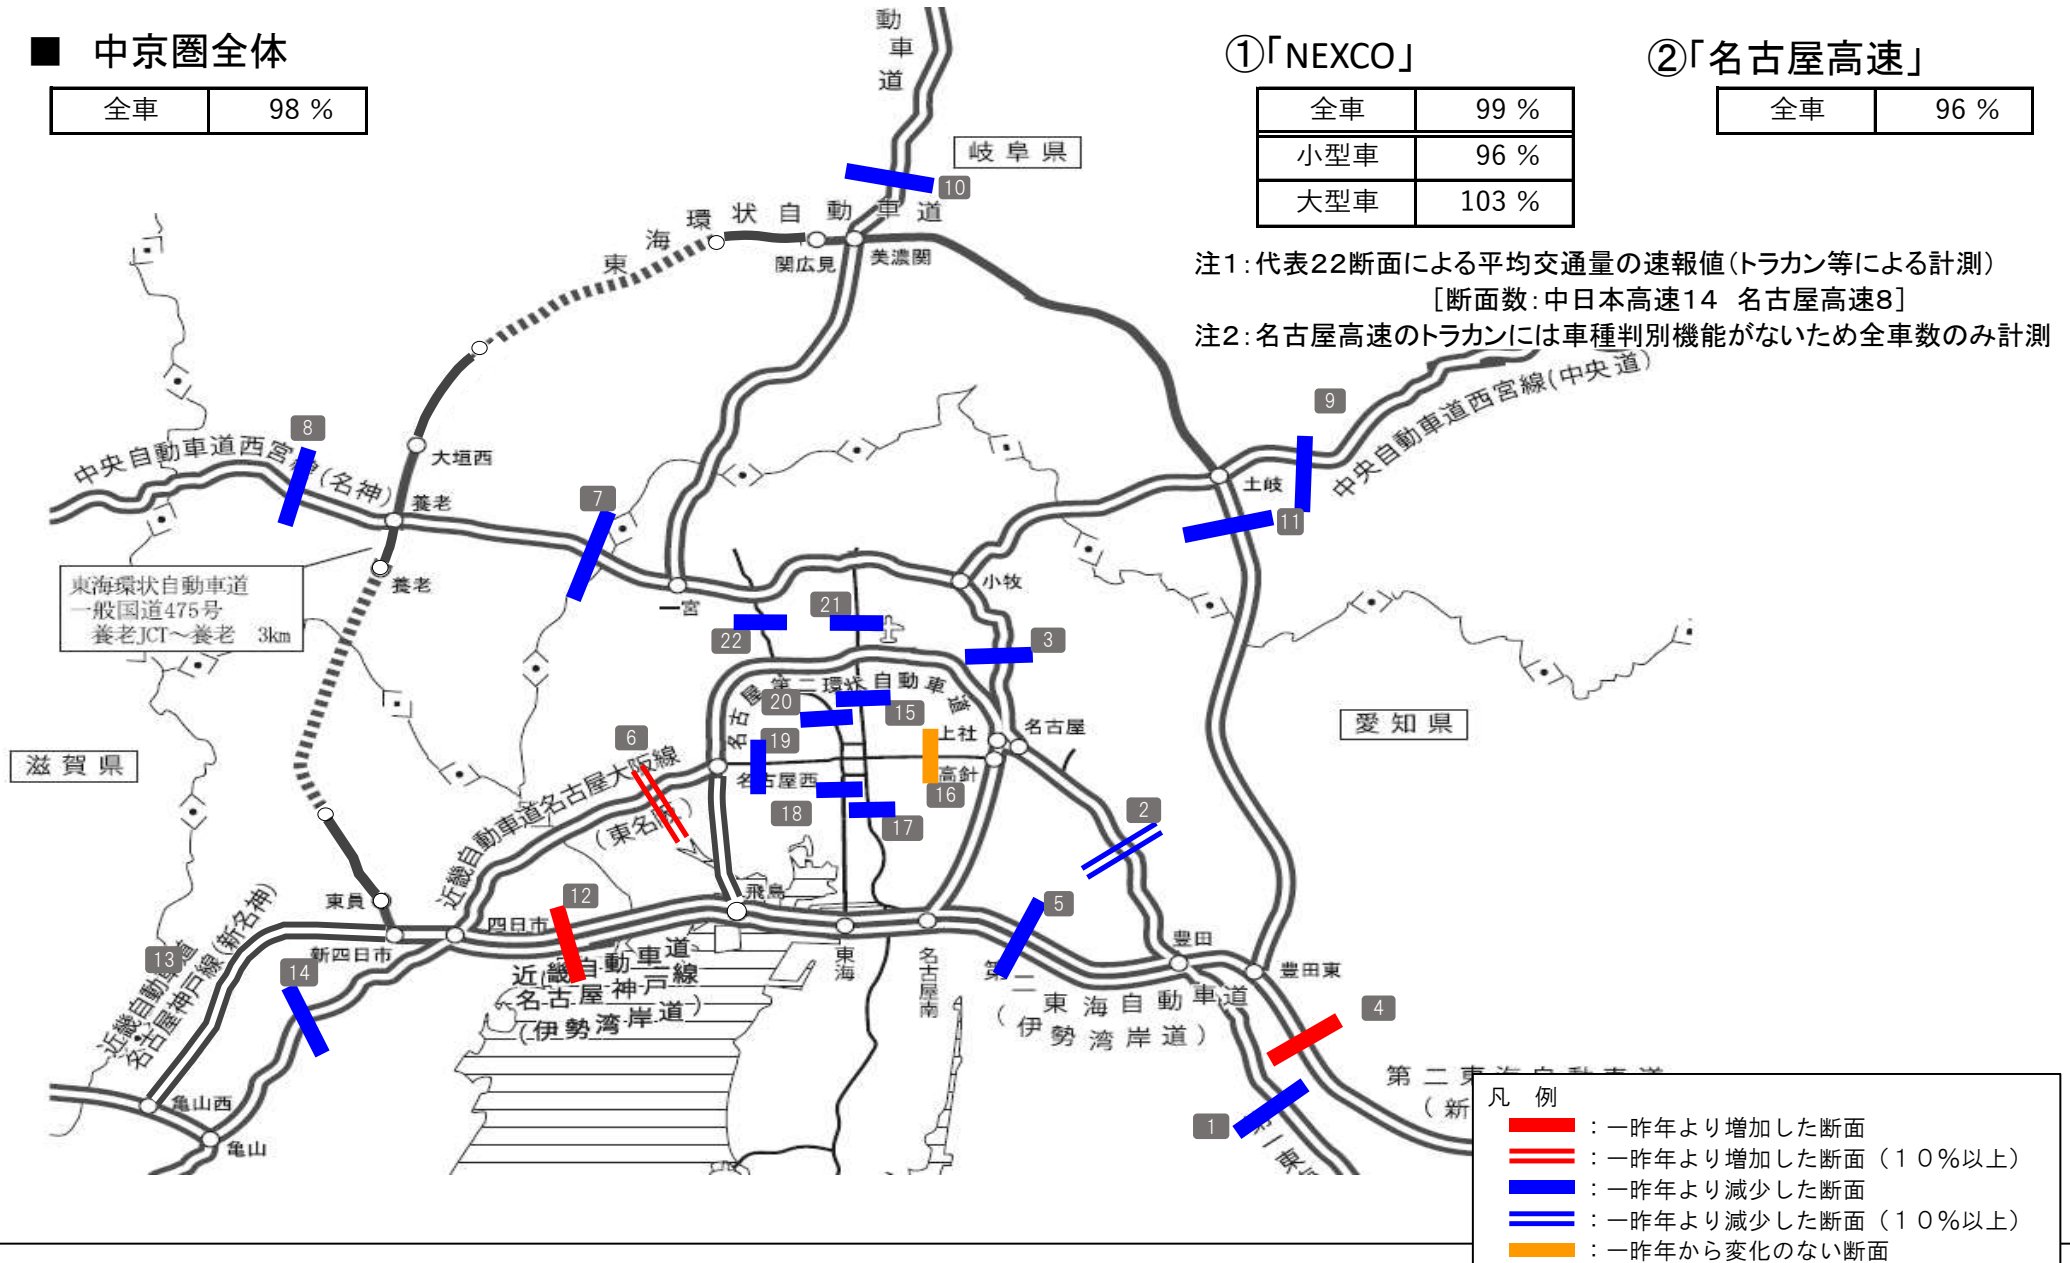 ■ 中京圏全体
全車 98 %
①「NEXCO」
全車 99 %
小型車 96 %
大型車 103 %
②「名古屋高速」
全車 96 %
注1：代表22断面による平均交通量の速報値（トラカン等による計測）
［断面数：中日本高速14 名古屋高速8］
注2：名古屋高速のトラカンには車種判別機能がないため全車数のみ計測
動車道
岐阜県
10
東海環状自動車道
関広見
美濃関
9
中央自動車道西宮線(中央道)
8
中央自動車道西宮線(名神)
大垣西
養老
7
土岐
11
東海環状自動車道
一般国道475号
養老JCT～養老 3km
養老
一宮
小牧
21
22
3
名古屋第二環状自動車道
20
15
19
上社
名古屋
愛知県
滋賀県
6
近畿自動車道名古屋大阪線
(東名阪)
名古屋西
高針
16
18
17
2
東員
12
飛島
5
四日市
新四日市
13
14
近畿自動車道
名古屋神戸線(新名神)
近畿自動車道
名古屋神戸線
(伊勢湾岸道)
東海
名古屋南
豊田
豊田東
第二東海自動車道
(伊勢湾岸道)
4
1
亀山西
亀山
第二東海自動車道
(新
第一東
凡 例
：一昨年より増加した断面
：一昨年より増加した断面（１０％以上）
：一昨年より減少した断面
：一昨年より減少した断面（１０％以上）
：一昨年から変化のない断面